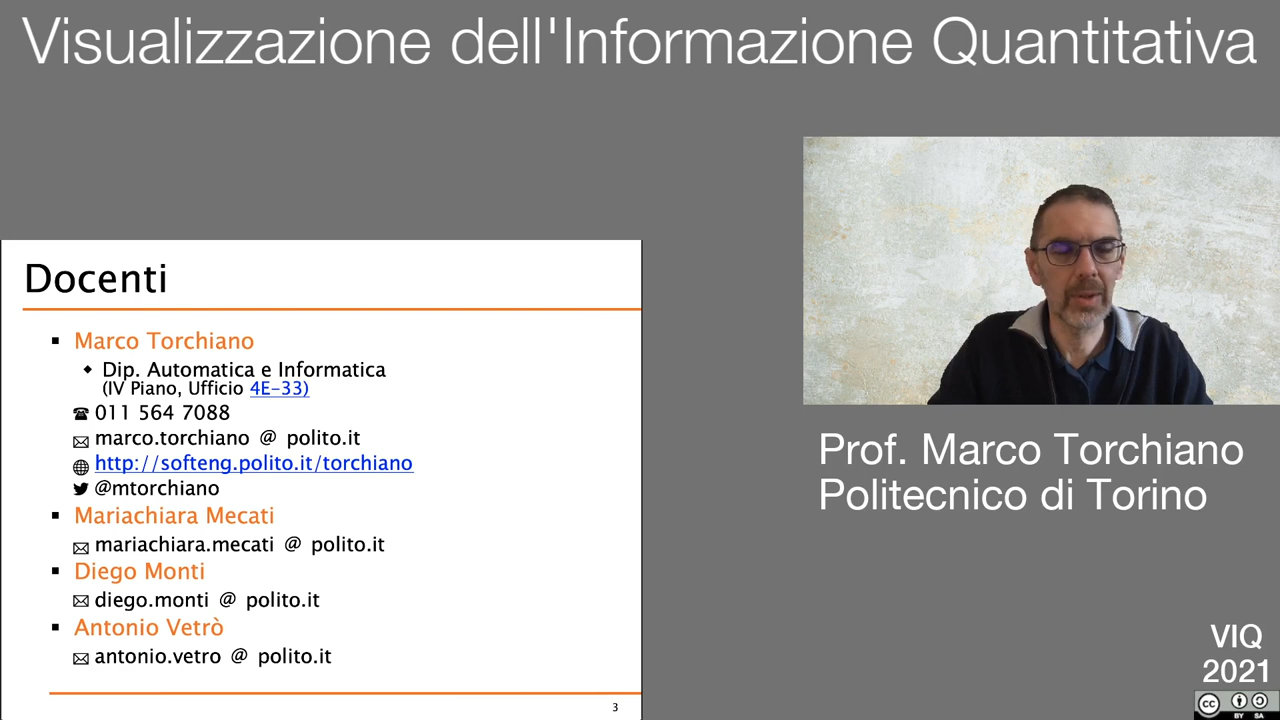 Visualizzazione dell'Informazione Quantitativa
Docenti
Marco Torchiano
Dip. Automatica e Informatica
(IV Piano, Ufficio 4E-33)
011 564 7088
marco.torchiano @ polito.it
http://softeng.polito.it/torchiano
@mtorchiano
Mariachiara Mecati
mariachiara.mecati @ polito.it
Diego Monti
diego.monti @ polito.it
Antonio Vetrò
antonio.vetro @ polito.it
3
Prof. Marco Torchiano
Politecnico di Torino
VIQ
2021
cc
BY SA